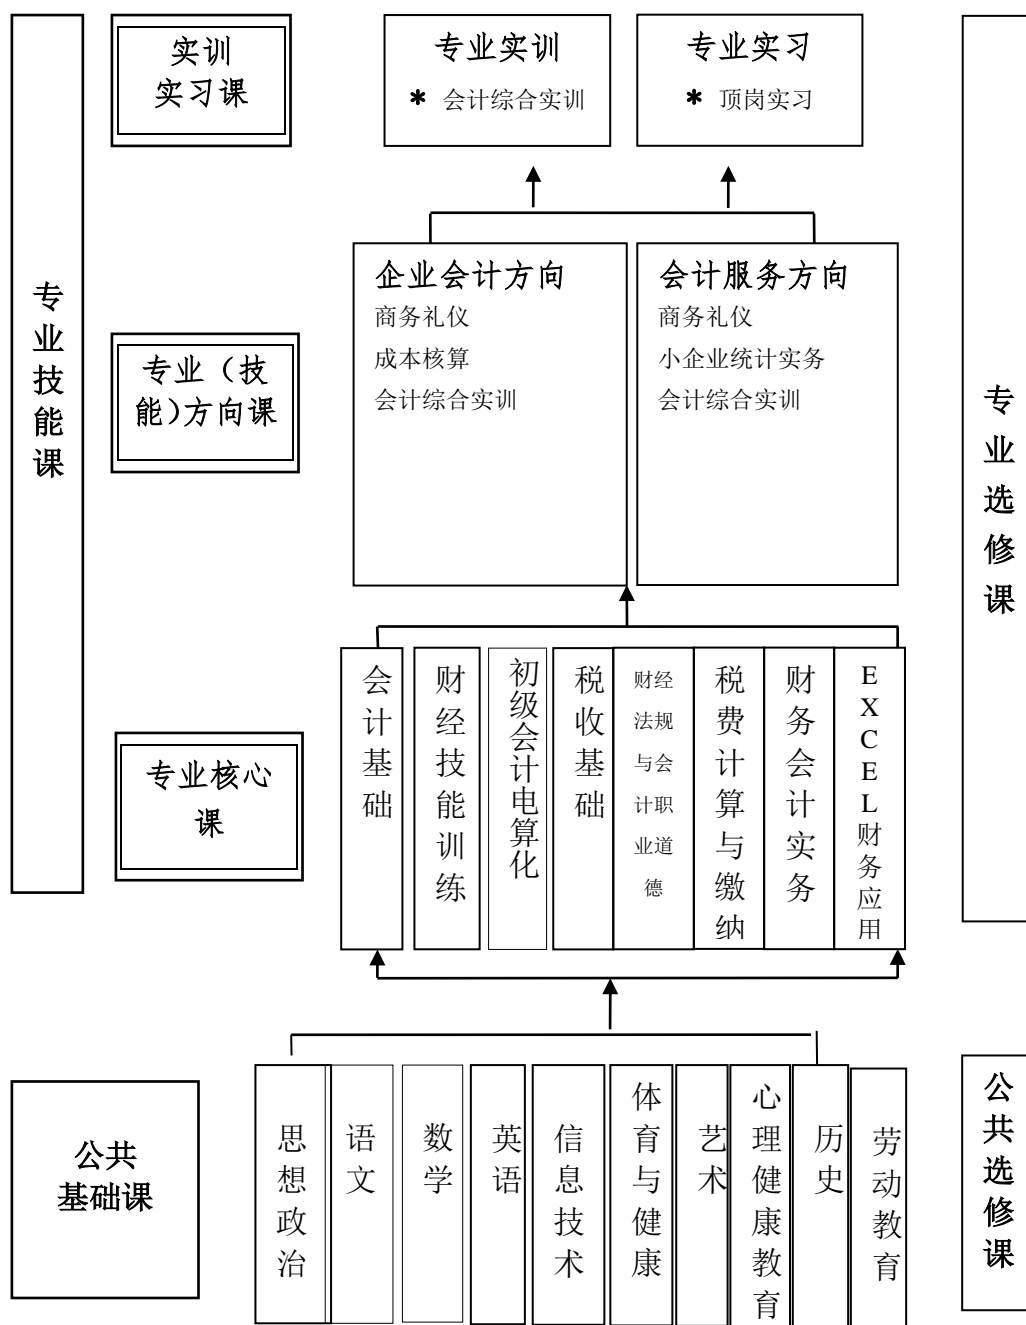 专业技能课
实训
实习课
专业实训
* 会计综合实训
专业实习
* 顶岗实习
专业选修课
专业（技
能）方向课
企业会计方向
商务礼仪
成本核算
会计综合实训
会计服务方向
商务礼仪
小企业统计实务
会计综合实训
专业核心
课
会计基础
财经技能训练
初级会计电算化
税收基础
财经
法规
与会
计职
业道
德
税费计算与缴纳
财务会计实务
EXCEL财务应用
公共
基础课
思想政治
语文
数学
英语
信息技术
体育与健康
艺术
心理健康教育
历史
劳动教育
公共选修课